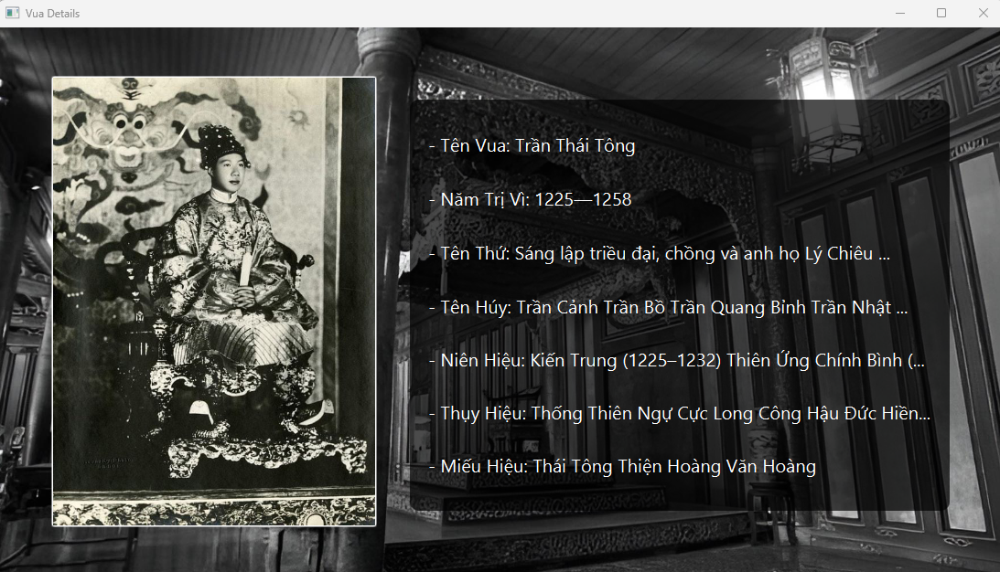 Vua Details
- Tên Vua: Trần Thái Tông
- Năm Trị Vì: 1225—1258
- Tên Thứ: Sáng lập triều đại, chồng và anh họ Lý Chiêu ...
- Tên Húy: Trần Cảnh Trần Bồ Trần Quang Bỉnh Trần Nhật ...
- Niên Hiệu: Kiến Trung (1225–1232) Thiên Ứng Chính Bình (...
- Thụy Hiệu: Thống Thiên Ngự Cực Long Công Hậu Đức Hiền...
- Miếu Hiệu: Thái Tông Thiện Hoàng Văn Hoàng